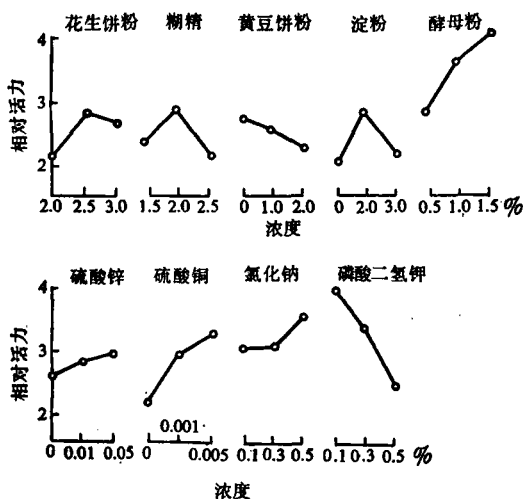 花生饼粉 糊精 黄豆饼粉 淀粉 酵母粉
相对活力
4
3
2
2.0 2.5 3.0 1.5 2.0 2.5 0 1.0 2.0 0 2.0 3.0 0.5 1.0 1.5 %
浓度
硫酸锌 硫酸铜 氯化钠 磷酸二氢钾
相对活力
4
3
2
0 0.01 0.05 0 0.001 0.005 0.1 0.3 0.5 0.1 0.3 0.5 %
浓度